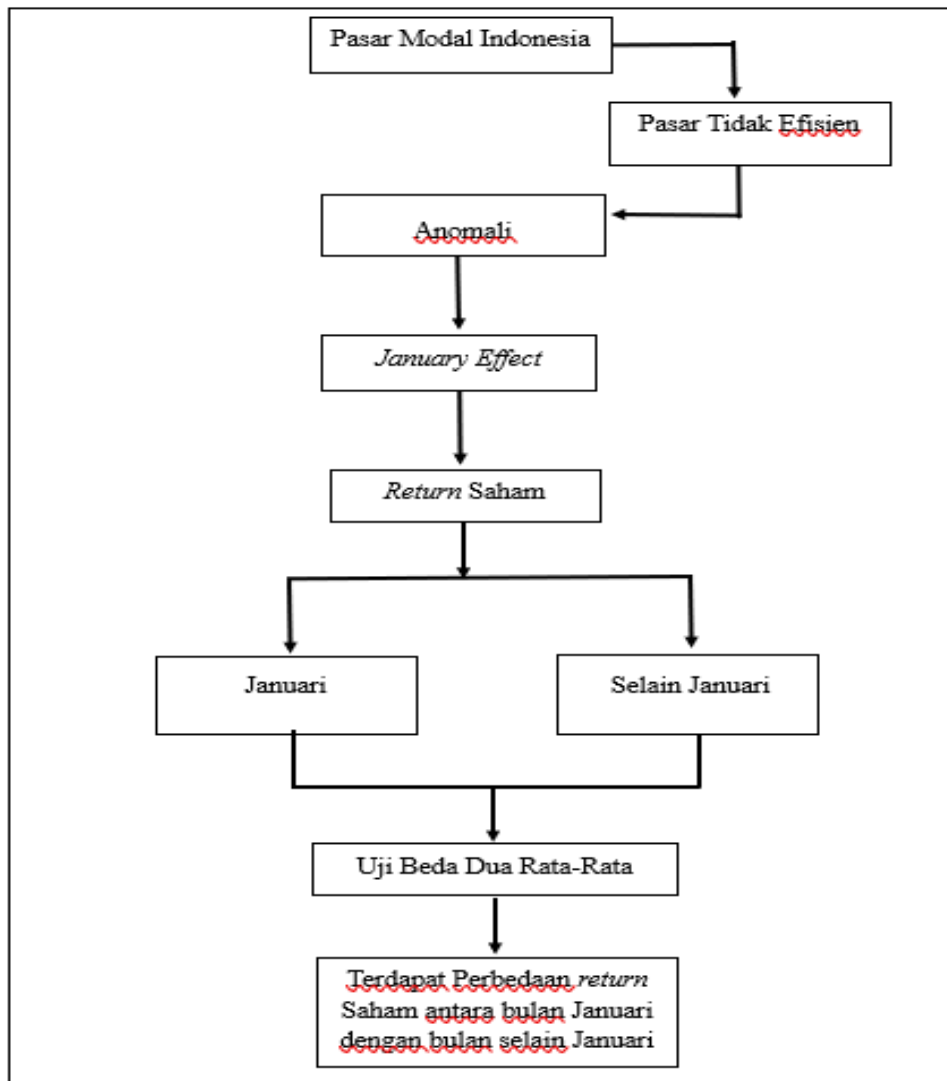 Pasar Modal Indonesia
Pasar Tidak Efisien
Anomali
January Effect
Return Saham
Januari
Selain Januari
Uji Beda Dua Rata-Rata
Terdapat Perbedaan return
Saham antara bulan Januari
dengan bulan selain Januari